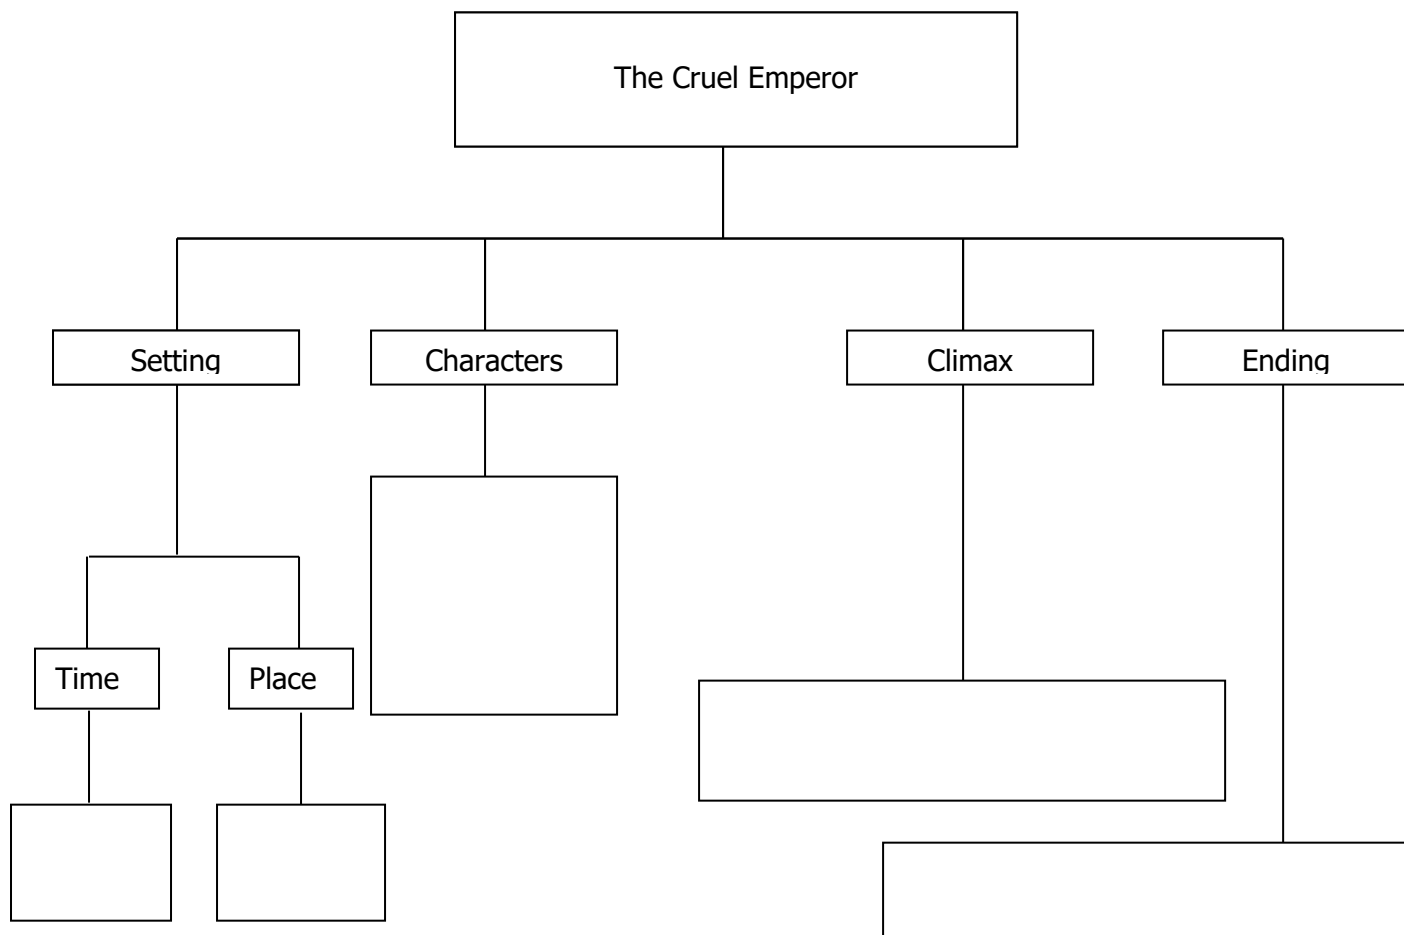 The Cruel Emperor
Setting
Characters
Climax
Ending
Time
Place